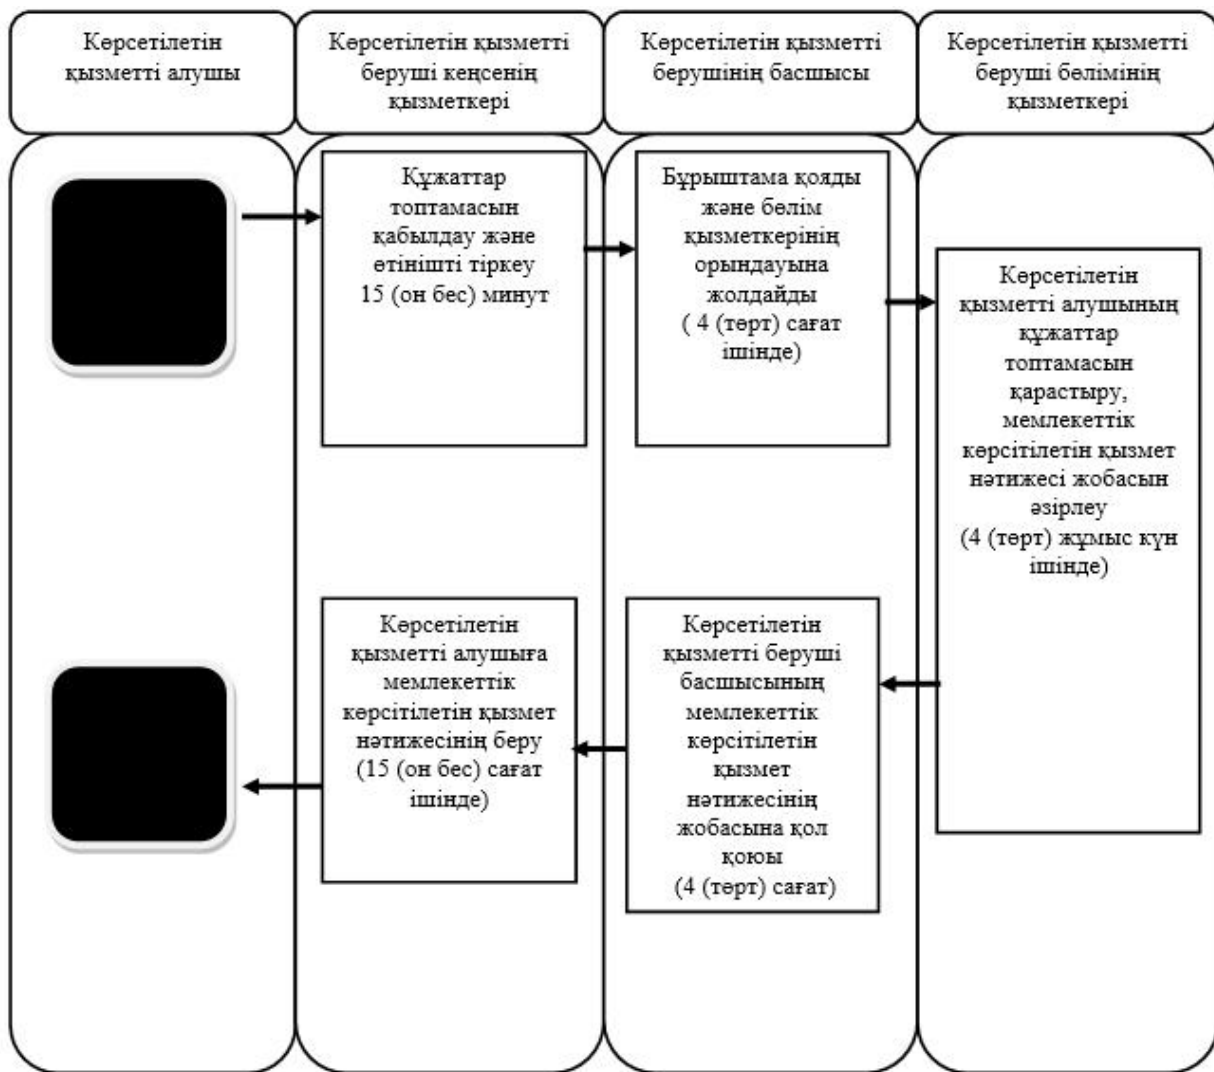 Көрсетілетін
қызметті алушы
Көрсетілетін қызметті
беруші кеңсенің
қызметкері
Көрсетілетін қызметті
берушінің басшысы
Көрсетілетін қызметті
беруші бөлімінің
қызметкері
Құжаттар
топтамасын
қабылдау және
өтінішті тіркеу
15 (он бес) минут
Бұрыштама қояды
және бөлім
қызметкерінің
орындауына
жолдайды
( 4 (төрт) сағат
ішінде)
Көрсетілетін
қызметті алушының
құжаттар
топтамасын
қарастыру,
мемлекеттік
көрсітілетін қызмет
нәтижесі жобасын
әзірлеу
(4 (төрт) жұмыс күн
ішінде)
Көрсетілетін
қызметті беруші
басшысының
мемлекеттік
көрсітілетін
қызмет
нәтижесінің
жобасына қол
қоюы
(4 (төрт) сағат)
Көрсетілетін
қызметті алушыға
мемлекеттік
көрсітілетін қызмет
нәтижесінің беру
(15 (он бес) сағат
ішінде)